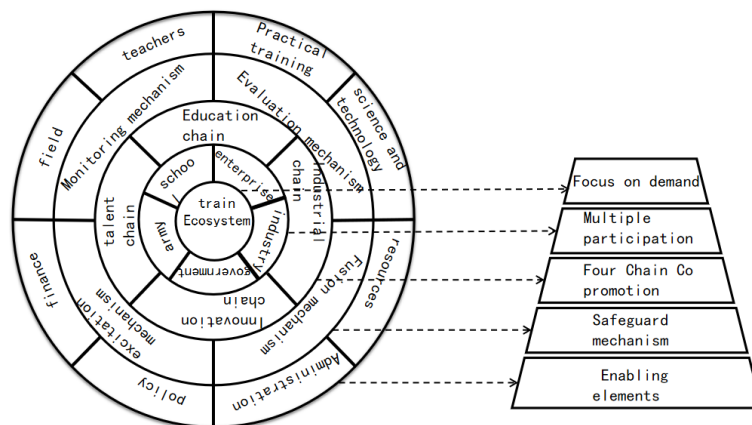 teachers
Practical
training
science and
technology
resources
Administration
policy
finance
field
Monitoring mechanism
Evaluation mechanism
Fusion mechanism
excitation
mechanism
Education
chain
industrial
chain
Innovation
chain
talent
chain
schoo
l
enterprise
industry
government
army
train
Ecosystem
Focus on demand
Multiple
participation
Four Chain Co
promotion
Safeguard
mechanism
Enabling
elements